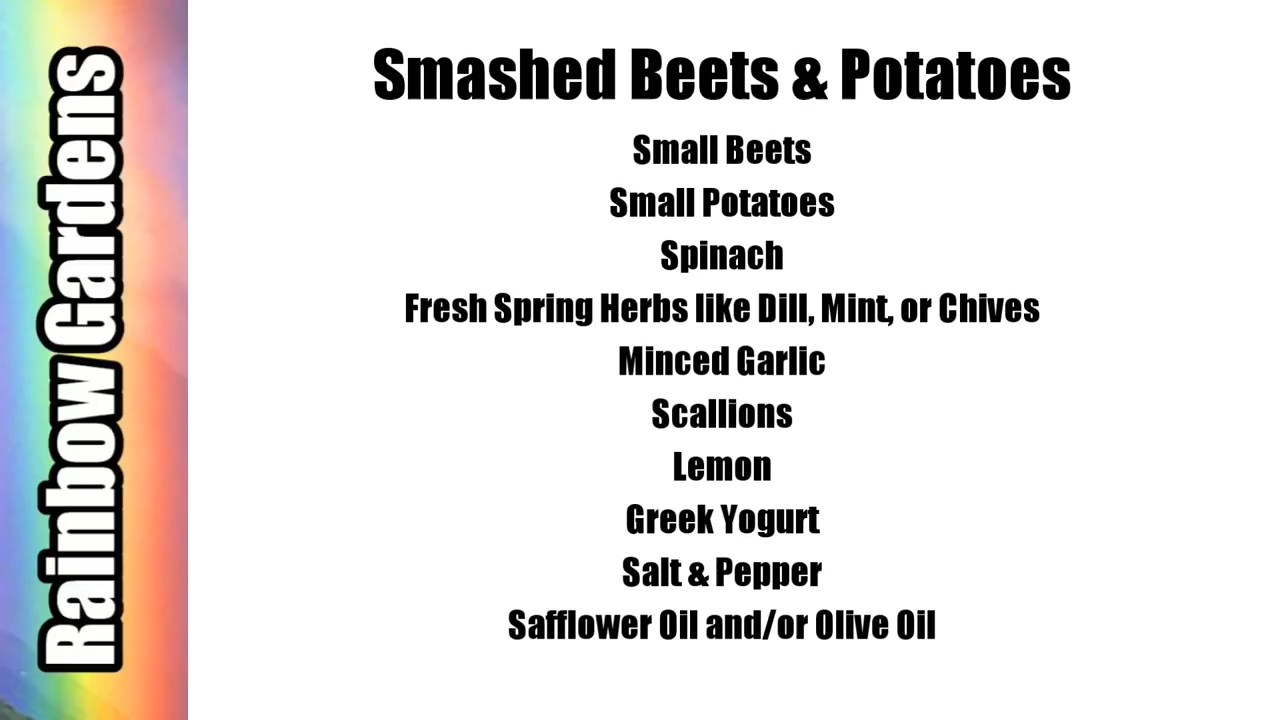 Rainbow Gardens
Smashed Beets & Potatoes
Small Beets
Small Potatoes
Spinach
Fresh Spring Herbs like Dill, Mint, or Chives
Minced Garlic
Scallions
Lemon
Greek Yogurt
Salt & Pepper
Safflower Oil and/or Olive Oil